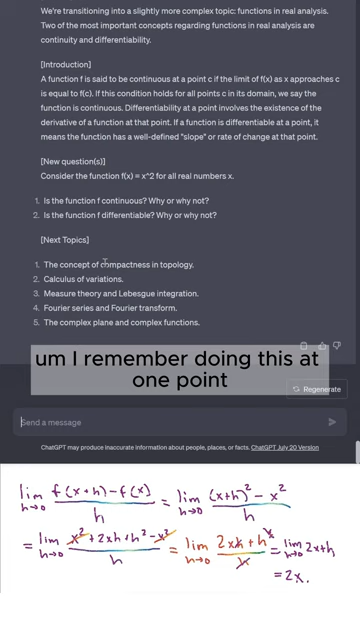 We're transitioning into a slightly more complex topic: functions in real analysis.
Two of the most important concepts regarding functions in real analysis are
continuity and differentiability.
[Introduction]
A function f is said to be continuous at a point c if the limit of f(x) as x approaches c
is equal to f(c). If this condition holds for all points c in its domain, we say the
function is continuous. Differentiability at a point involves the existence of the
derivative of a function at that point. If a function is differentiable at a point, it
means the function has a well-defined "slope" or rate of change at that point.
[New question(s)]
Consider the function f(x) = x^2 for all real numbers x.
1. Is the function f continuous? Why or why not?
2. Is the function f differentiable? Why or why not?
[Next Topics]
1. The concept of compactness in topology.
2. Calculus of variations.
3. Measure theory and Lebesgue integration.
4. Fourier series and Fourier transform.
5. The complex plane and complex functions.
um I remember doing this at
one point
Regenerate
Send a message
ChatGPT may produce inaccurate information about people, places, or facts. ChatGPT July 20 Version
lim h→0 f(x+h)-f(x) / h = lim h→0 (x+h)² - x² / h
= lim h→0 x² + 2xh + h² - x² / h = lim h→0 2xh + h² / h = lim h→0 2x+h
= 2x.